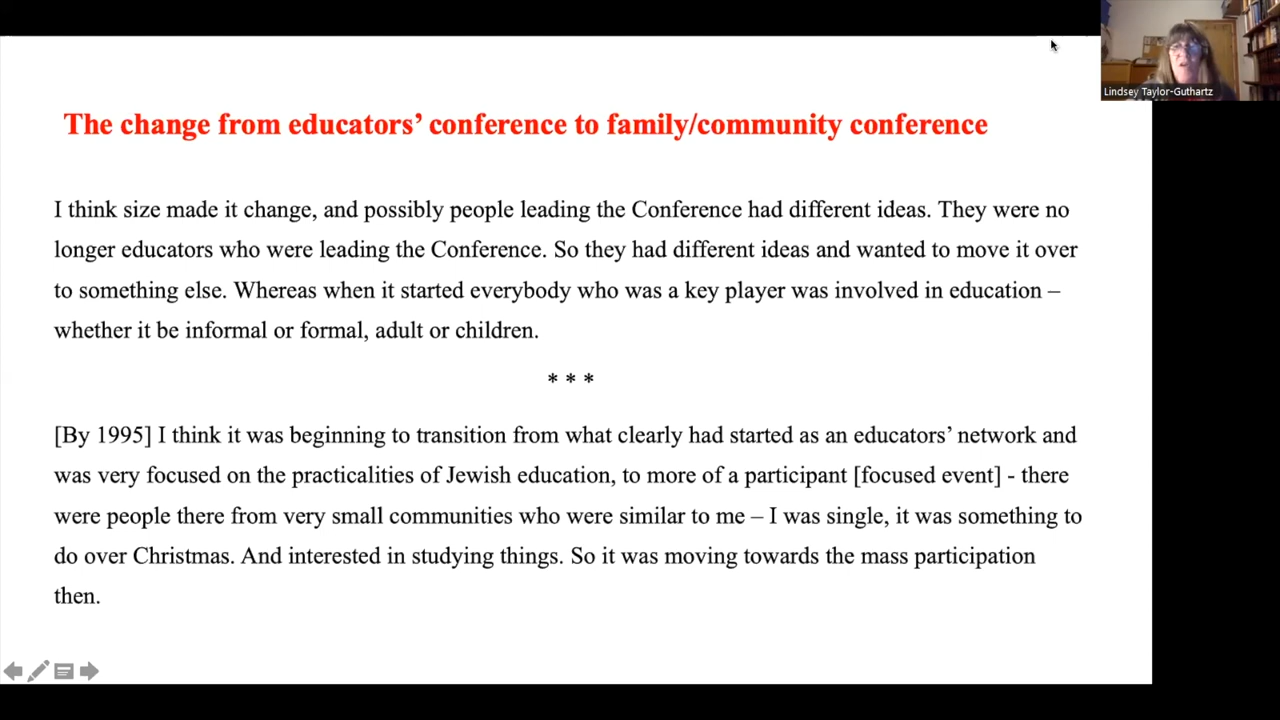 Lindsey Taylor-Guthartz
The change from educators’ conference to family/community conference
I think size made it change, and possibly people leading the Conference had different ideas. They were no
longer educators who were leading the Conference. So they had different ideas and wanted to move it over
to something else. Whereas when it started everybody who was a key player was involved in education –
whether it be informal or formal, adult or children.
* * *
[By 1995] I think it was beginning to transition from what clearly had started as an educators’ network and
was very focused on the practicalities of Jewish education, to more of a participant [focused event] - there
were people there from very small communities who were similar to me – I was single, it was something to
do over Christmas. And interested in studying things. So it was moving towards the mass participation
then.